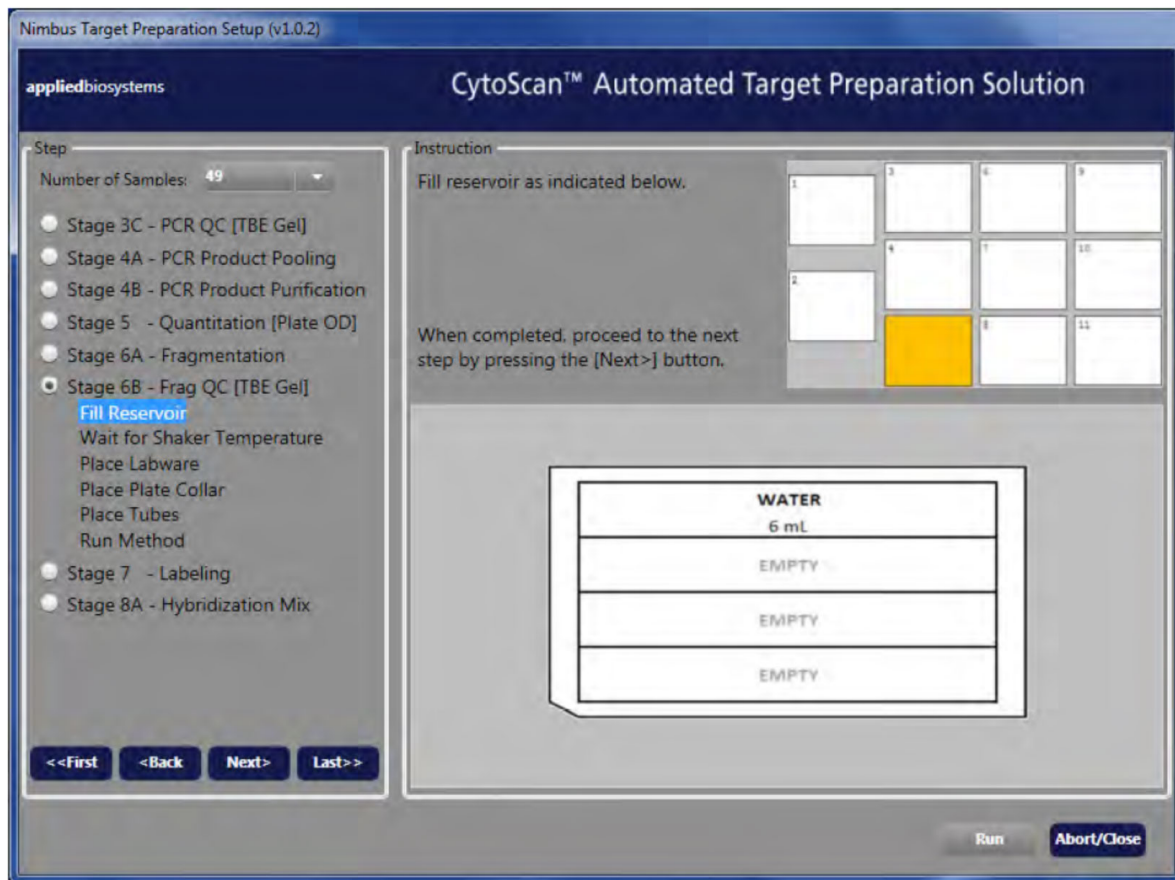 Nimbus Target Preparation Setup (v1.0.2)
appliedbiosystems
CytoScan™ Automated Target Preparation Solution
Step
Number of Samples: 49
Stage 3C - PCR QC [TBE Gel]
Stage 4A - PCR Product Pooling
Stage 4B - PCR Product Purification
Stage 5 - Quantitation [Plate OD]
Stage 6A - Fragmentation
Stage 6B - Frag QC [TBE Gel]
Fill Reservoir
Wait for Shaker Temperature
Place Labware
Place Plate Collar
Place Tubes
Run Method
Stage 7 - Labeling
Stage 8A - Hybridization Mix
<<First
<Back
Next>
Last>>
Instruction
Fill reservoir as indicated below.
When completed, proceed to the next
step by pressing the [Next>] button.
1
3
6
9
2
4
7
10
8
11
WATER
6 mL
EMPTY
EMPTY
EMPTY
Run
Abort/Close